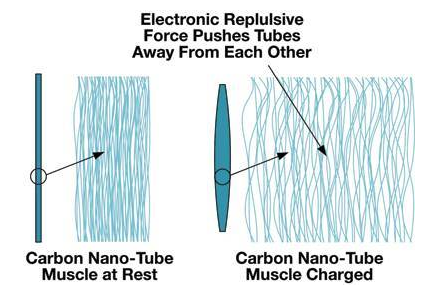 Electronic Replulsive
Force Pushes Tubes
Away From Each Other
Carbon Nano-Tube
Muscle at Rest
Carbon Nano-Tube
Muscle Charged